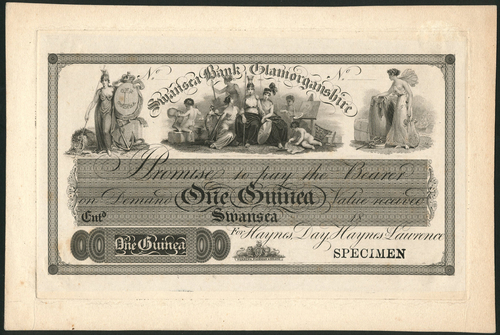 No. No.
Swansea Bank Glamorganshire
I Promise to pay the Bearer
on Demand One Guinea Value received
Swansea 18
Entd.
For Haynes, Day, Haynes & Lawrence
One Guinea
SPECIMEN